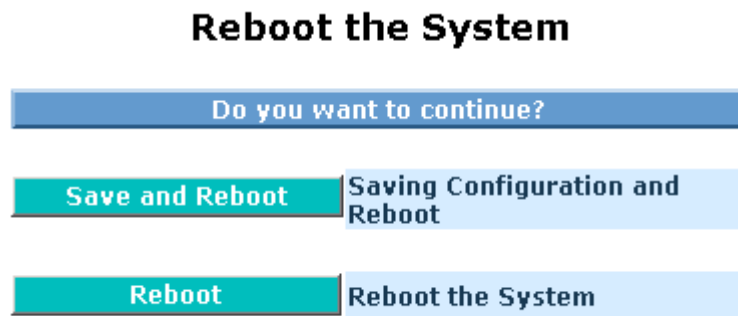 Reboot the System
Do you want to continue?
Save and Reboot
Saving Configuration and
Reboot
Reboot
Reboot the System